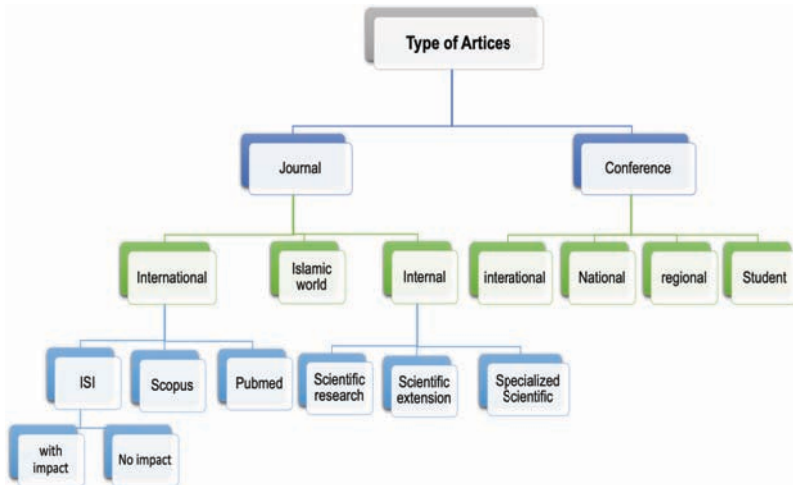 Type of Artices
Journal
Conference
International
Islamic
world
Internal
interational
National
regional
Student
ISI
Scopus
Pubmed
Scientific
research
Scientific
extension
Specialized
Scientific
with
impact
No impact